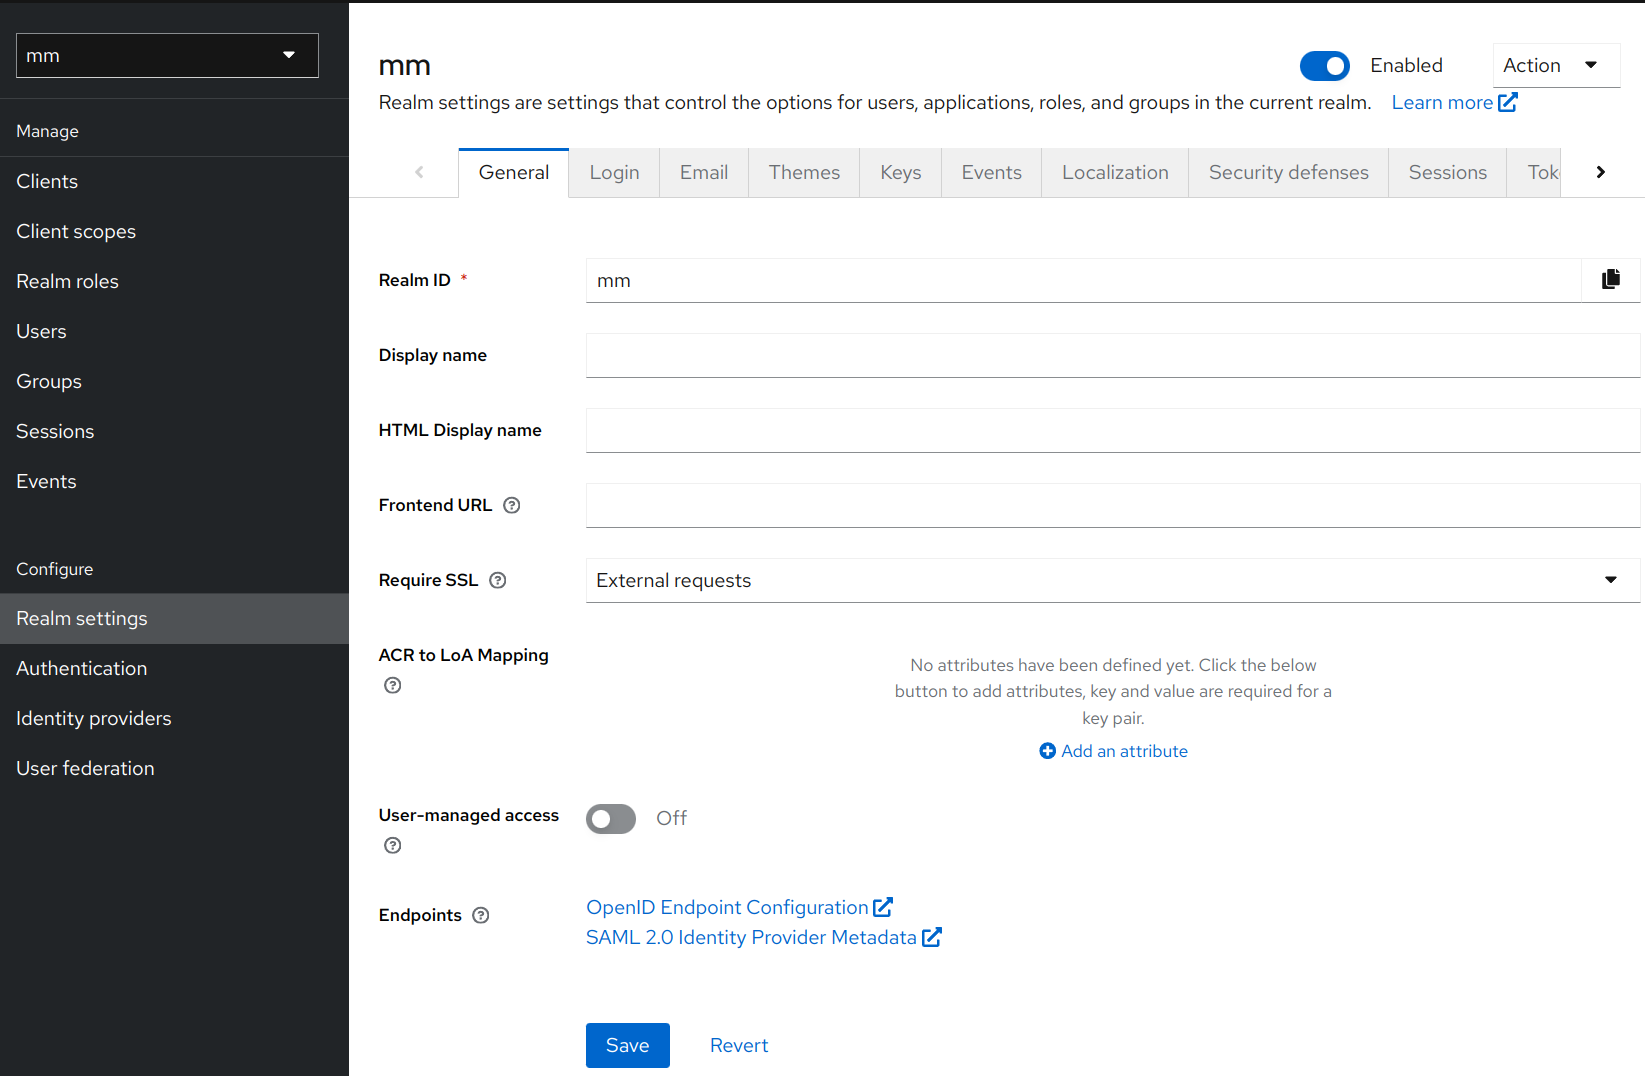 mm
Manage
Clients
Client scopes
Realm roles
Users
Groups
Sessions
Events
Configure
Realm settings
Authentication
Identity providers
User federation
mm
Enabled
Action
Realm settings are settings that control the options for users, applications, roles, and groups in the current realm. Learn more
General Login Email Themes Keys Events Localization Security defenses Sessions Tok
Realm ID *
mm
Display name
HTML Display name
Frontend URL
Require SSL
External requests
ACR to LoA Mapping
No attributes have been defined yet. Click the below
button to add attributes, key and value are required for a
key pair.
Add an attribute
User-managed access
Off
Endpoints
OpenID Endpoint Configuration
SAML 2.0 Identity Provider Metadata
Save
Revert